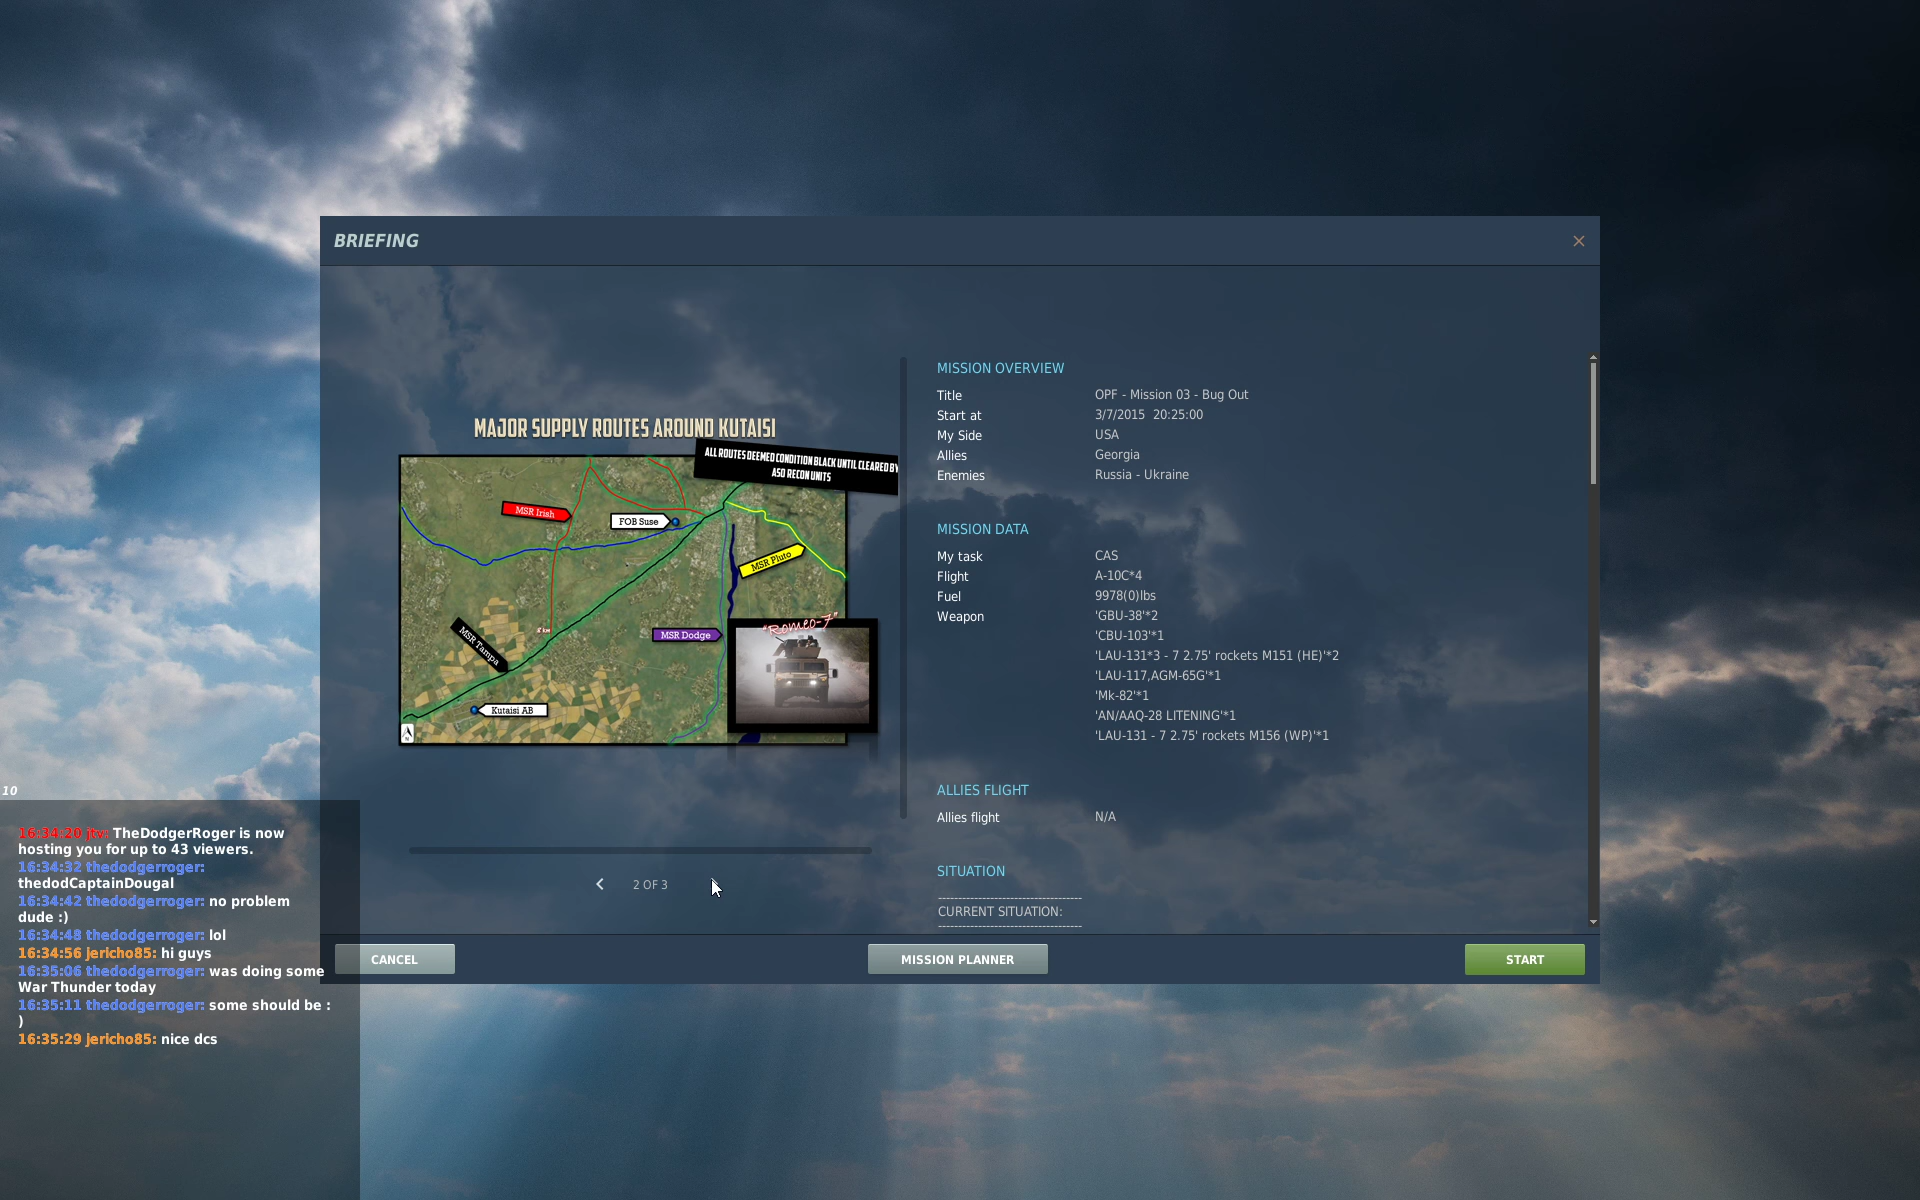 BRIEFING
MAJOR SUPPLY ROUTES AROUND KUTAISI
ALL ROUTES DEEMED CONDITION BLACK UNTIL CLEARED BY
ASO RECON UNITS
MSR Irish
FOB Suse
MSR Pluto
MSR Tampa
MSR Dodge
"Romeo-7"
Kutaisi AB
N
2 OF 3
MISSION OVERVIEW
Title OPF - Mission 03 - Bug Out
Start at 3/7/2015 20:25:00
My Side USA
Allies Georgia
Enemies Russia - Ukraine
MISSION DATA
My task CAS
Flight A-10C*4
Fuel 9978(0)lbs
Weapon 'GBU-38'*2
'CBU-103'*1
'LAU-131*3 - 7 2.75' rockets M151 (HE)'*2
'LAU-117,AGM-65G'*1
'Mk-82'*1
'AN/AAQ-28 LITENING'*1
'LAU-131 - 7 2.75' rockets M156 (WP)'*1
ALLIES FLIGHT
Allies flight N/A
SITUATION
------------------------------------
CURRENT SITUATION:
------------------------------------
CANCEL
MISSION PLANNER
START
10
16:34:20 jtv: TheDodgerRoger is now
hosting you for up to 43 viewers.
16:34:32 thedodgerroger:
thedodCaptainDougal
16:34:42 thedodgerroger: no problem
dude :)
16:34:48 thedodgerroger: lol
16:34:56 jericho85: hi guys
16:35:06 thedodgerroger: was doing some
War Thunder today
16:35:11 thedodgerroger: some should be :
)
16:35:29 jericho85: nice dcs